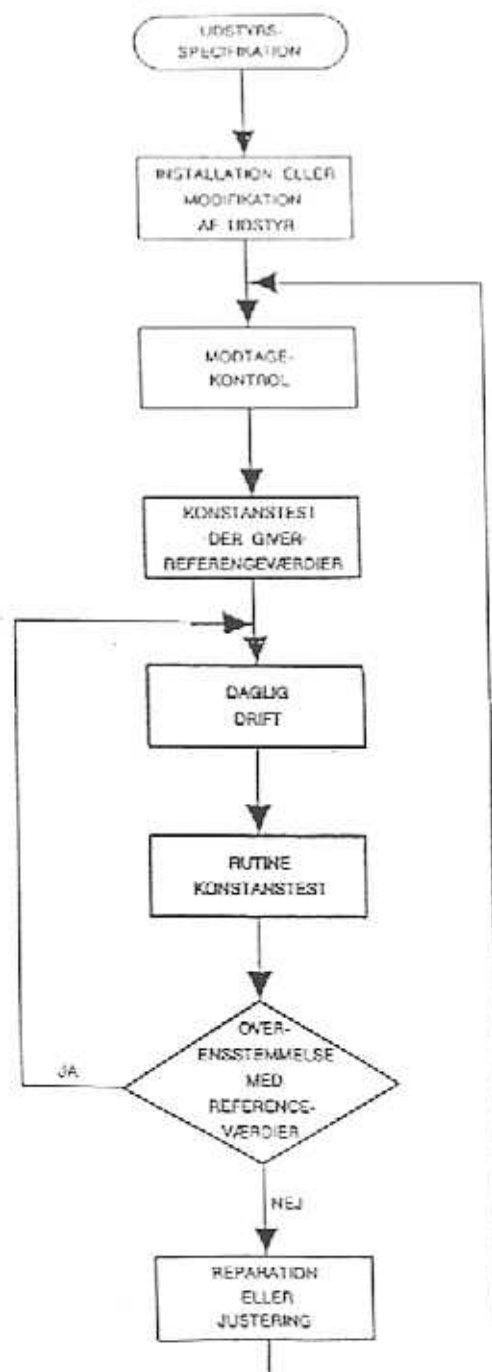 UDSTYRS-
SPECIFIKATION
INSTALLATION ELLER
MODIFIKATION
AF UDSTYR
MODTAGE-
KONTROL
KONSTANSTEST
-DER GIVER-
REFERENCEVÆRDIER
DAGLIG
DRIFT
RUTINE
KONSTANSTEST
OVER-
ENSSTEMMELSE
MED
REFERENCE-
VÆRDIER
JA
NEJ
REPARATION
ELLER
JUSTERING